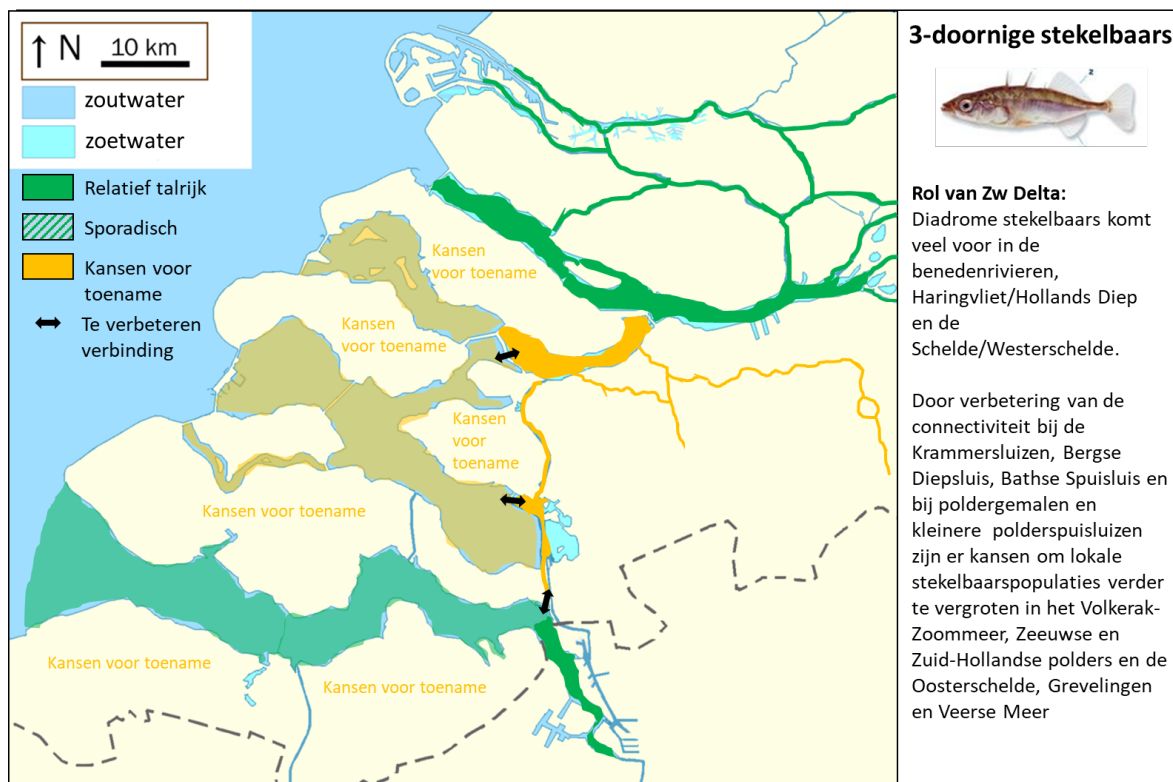 N 10 km
zoutwater
zoetwater
Relatief talrijk
Sporadisch
Kansen voor
toename
Te verbeteren
verbinding
Kansen
voor toename
Kansen
voor toename
Kansen
voor
toename
Kansen voor toename
Kansen voor toename
Kansen voor toename
3-doornige stekelbaars
z
Rol van Zw Delta:
Diadrome stekelbaars komt
veel voor in de
benedenrivieren,
Haringvliet/Hollands Diep
en de
Schelde/Westerschelde.
Door verbetering van de
connectiviteit bij de
Krammersluizen, Bergse
Diepsluis, Bathse Spuisluis en
bij poldergemalen en
kleinere polderspuisluizen
zijn er kansen om lokale
stekelbaarspopulaties verder
te vergroten in het Volkerak-
Zoommeer, Zeeuwse en
Zuid-Hollandse polders en de
Oosterschelde, Grevelingen
en Veerse Meer